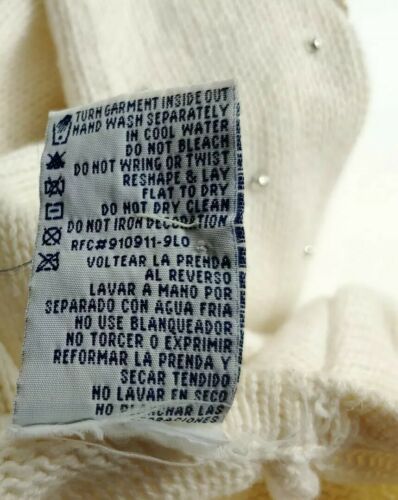 TURN GARMENT INSIDE OUT
HAND WASH SEPARATELY
IN COOL WATER
DO NOT BLEACH
DO NOT WRING OR TWIST
RESHAPE & LAY
FLAT TO DRY
DO NOT DRY CLEAN
DO NOT IRON DECORATION
RFC#910911-9L0
VOLTEAR LA PRENDA
AL REVERSO
LAVAR A MANO POR
SEPARADO CON AGUA FRIA
NO USE BLANQUEADOR
NO TORCER O EXPRIMIR
REFORMAR LA PRENDA Y
SECAR TENDIDO
NO LAVAR EN SECO
NO LAS